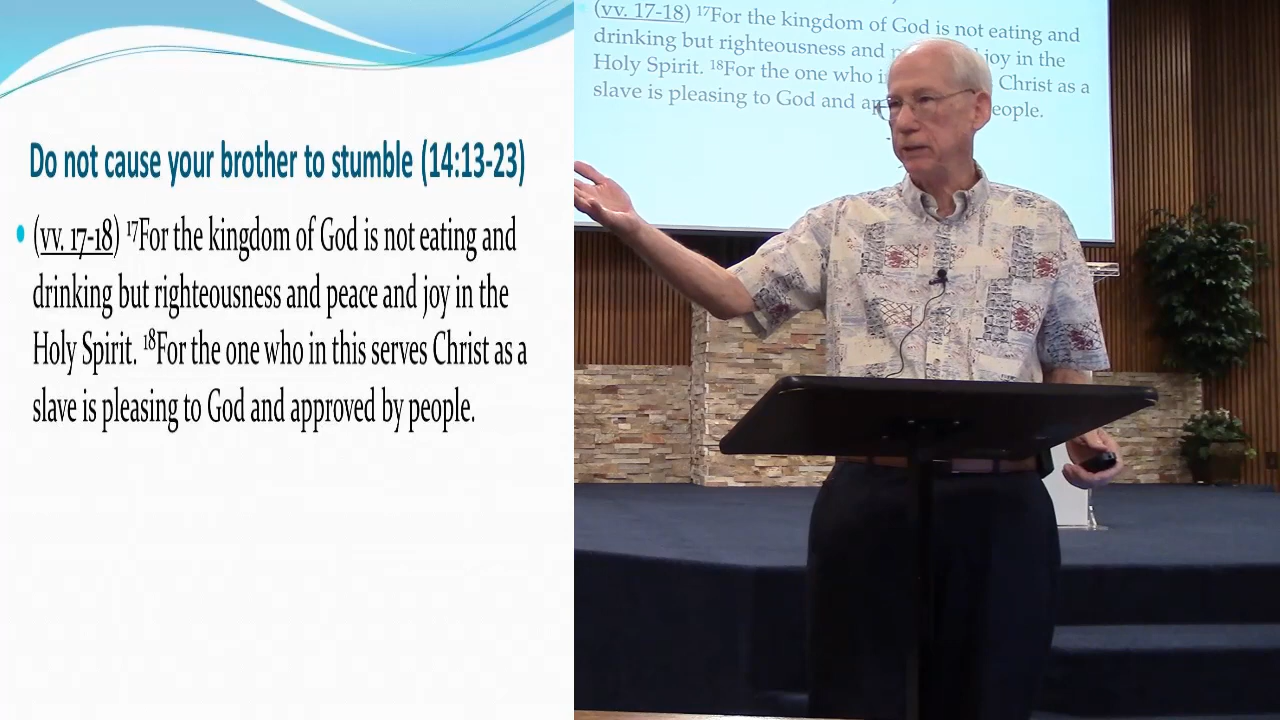 Do not cause your brother to stumble (14:13-23)
• (vv. 17-18) ¹⁷For the kingdom of God is not eating and
drinking but righteousness and peace and joy in the
Holy Spirit. ¹⁸For the one who in this serves Christ as a
slave is pleasing to God and approved by people.
(vv. 17-18) ¹⁷For the kingdom of God is not eating and
drinking but righteousness and joy in the
Holy Spirit. ¹⁸For the one who Christ as a
slave is pleasing to God and